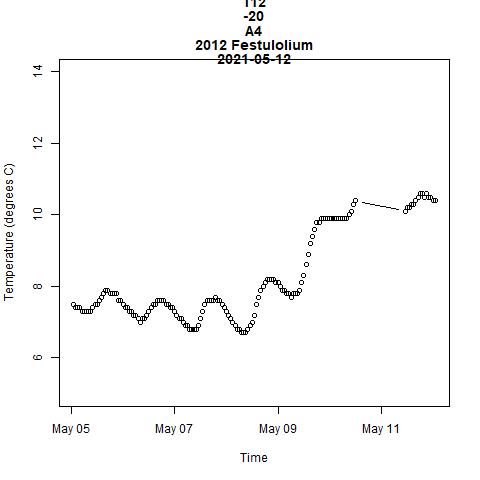 T12
-20
A4
2012 Festulolium
2021-05-12
Temperature (degrees C)
14
12
10
8
6
May 05
May 07
May 09
May 11
Time